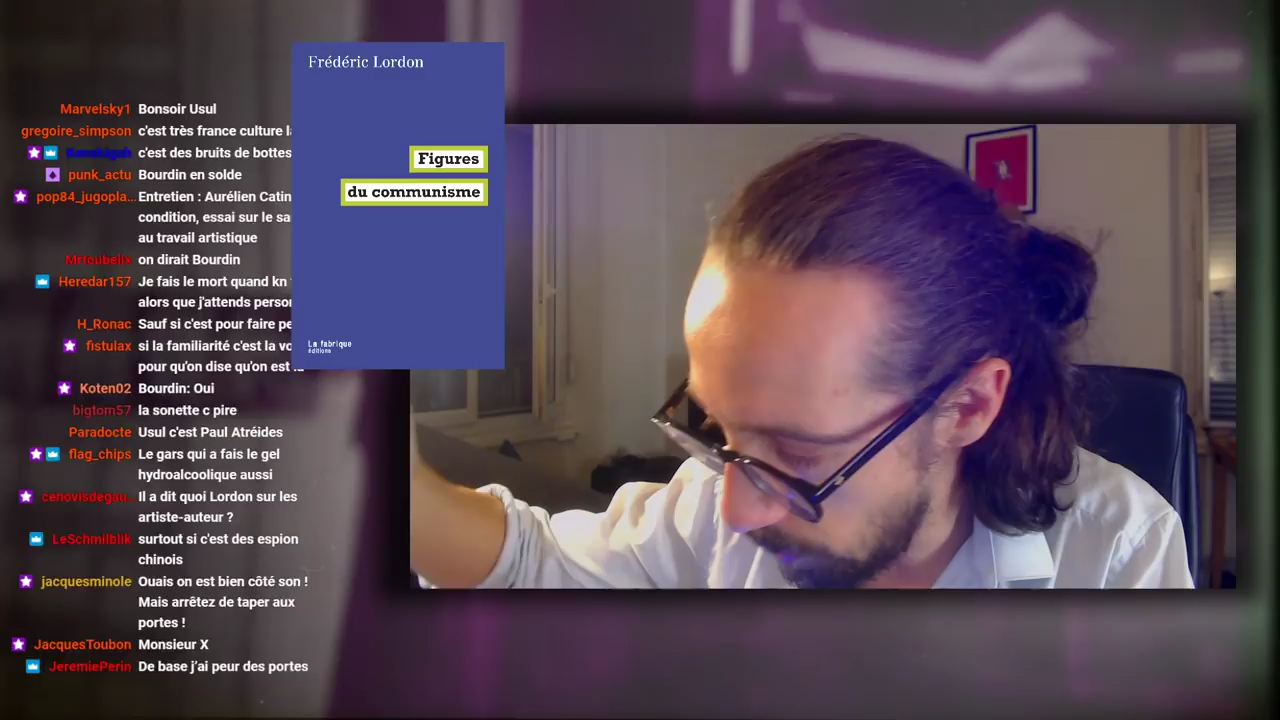 Frédéric Lordon
Figures
du communisme
La fabrique
éditions
Marvelsky1 Bonsoir Usul
gregoire_simpson c'est très france culture
c'est des bruits de bottes
punk_actu Bourdin en solde
pop84_jugopla... Entretien : Aurélien Catin
condition, essai sur le
au travail artistique
Mrtoubelix on dirait Bourdin
Heredar157 Je fais le mort quand kn
alors que j'attends
H_Ronac Sauf si c'est pour faire
fistulax si la familiarité c'est la
pour qu'on dise qu'on est
Koten02 Bourdin: Oui
bigtom57 la sonette c pire
Paradocte Usul c'est Paul Atréides
flag_chips Le gars qui a fais le gel
hydroalcoolique aussi
cenovisdegau... Il a dit quoi Lordon sur les
artiste-auteur ?
LeSchmilblik surtout si c'est des espion
chinois
jacquesminole Ouais on est bien côté son !
Mais arrêtez de taper aux
portes !
JacquesToubon Monsieur X
JeremiePerin De base j'ai peur des portes